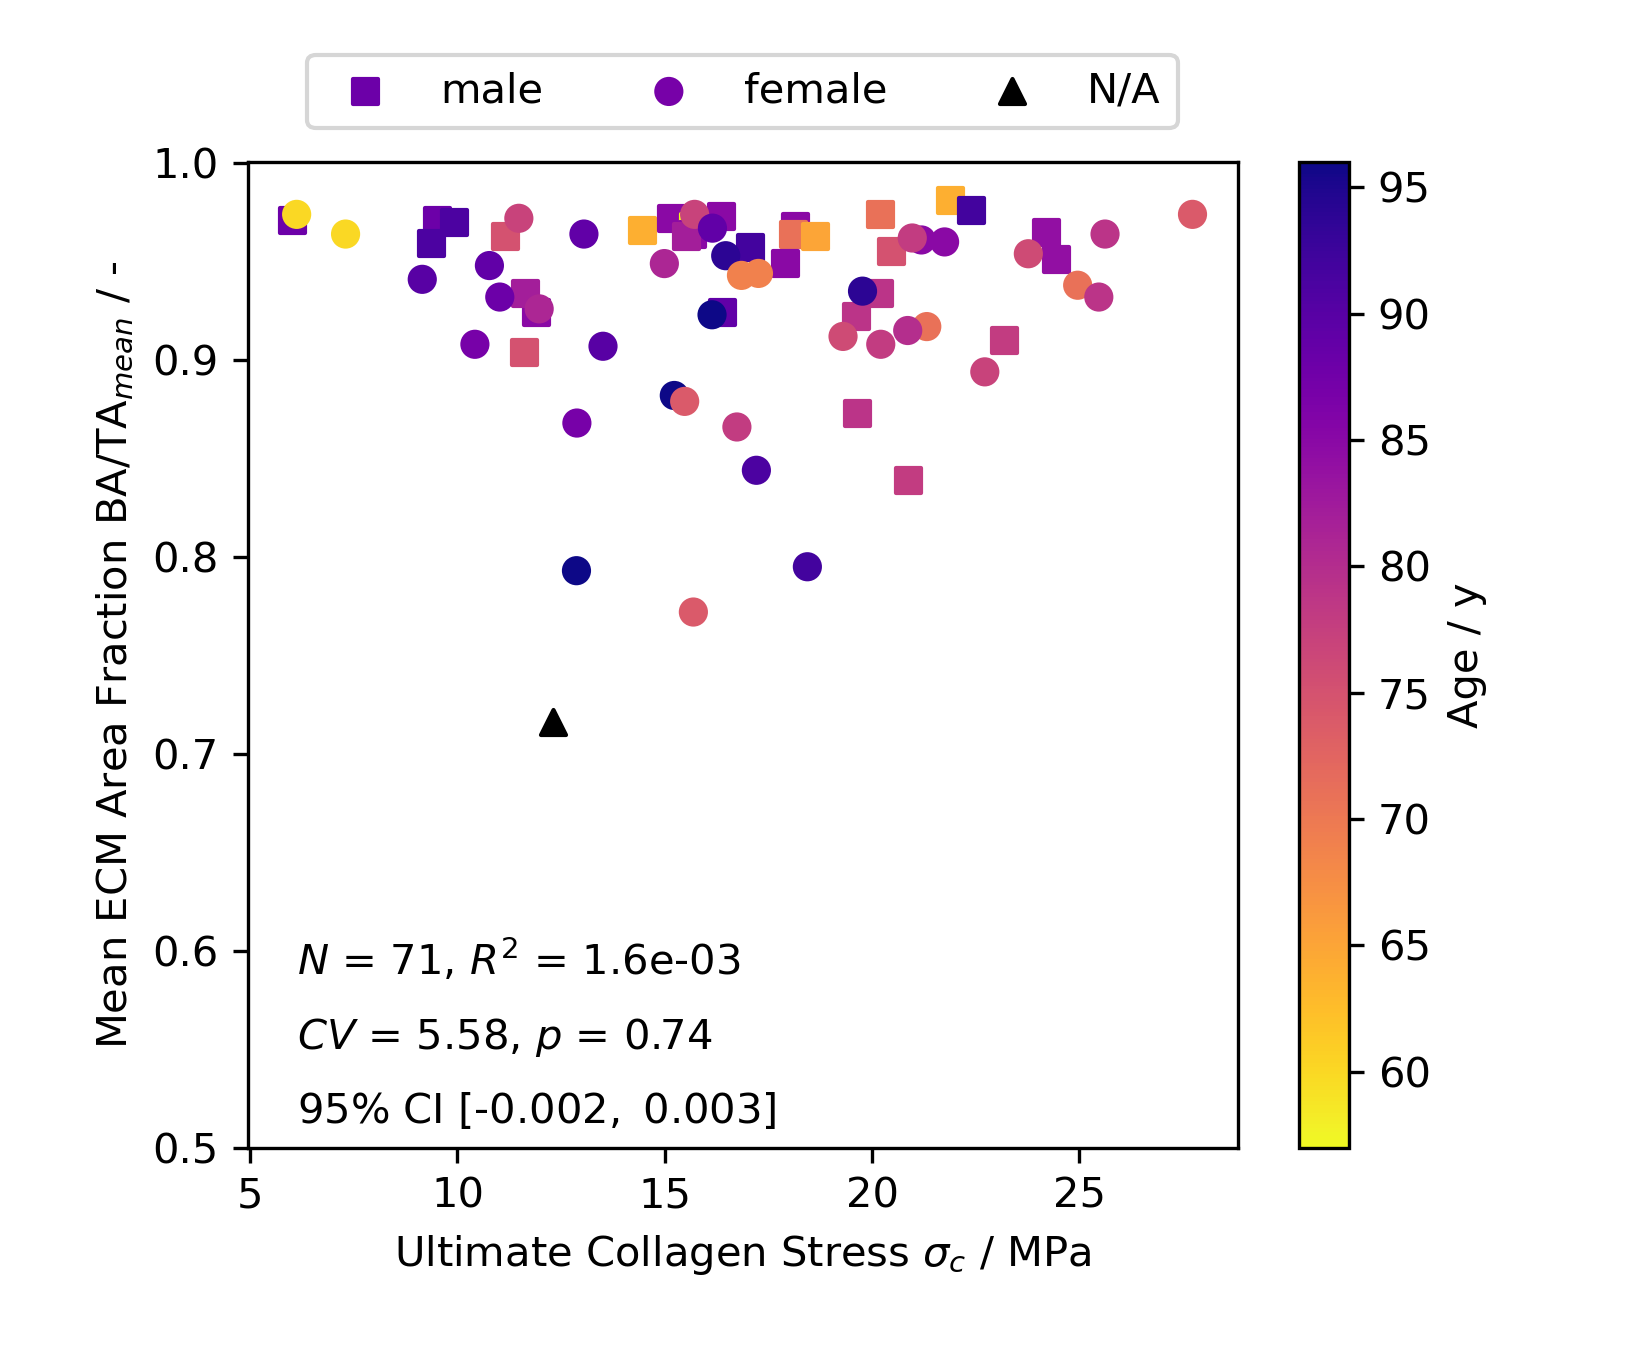 male female N/A
1.0
0.9
0.8
0.7
0.6
0.5
Mean ECM Area Fraction BA/TA_mean / -
N = 71, R² = 1.6e-03
CV = 5.58, p = 0.74
95% CI [-0.002, 0.003]
5 10 15 20 25
Ultimate Collagen Stress σ_c / MPa
95
90
85
80
75
70
65
60
Age / y